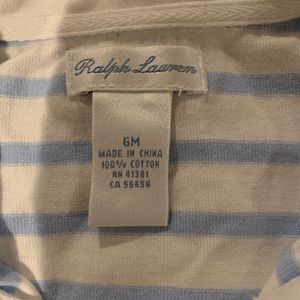 Ralph Lauren
6M
MADE IN CHINA
100% COTTON
RN 41381
CA 56658